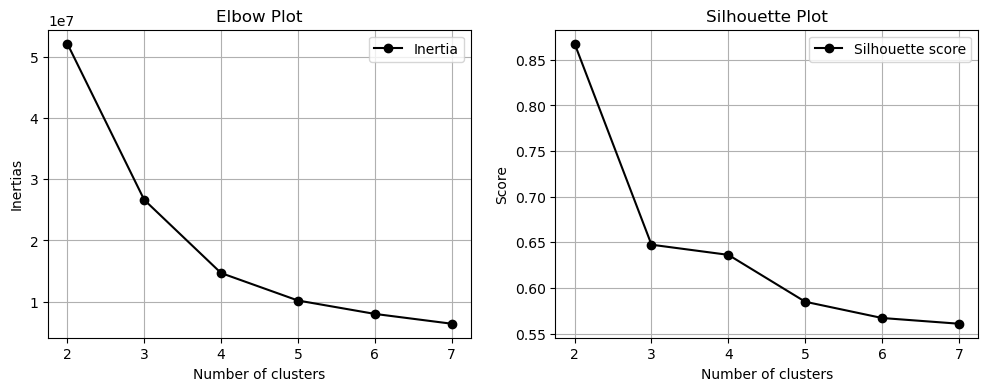 Elbow Plot
1e7
Inertia
5
4
3
2
1
Inertias
2 3 4 5 6 7
Number of clusters
Silhouette Plot
Silhouette score
0.85
0.80
0.75
0.70
0.65
0.60
0.55
Score
2 3 4 5 6 7
Number of clusters